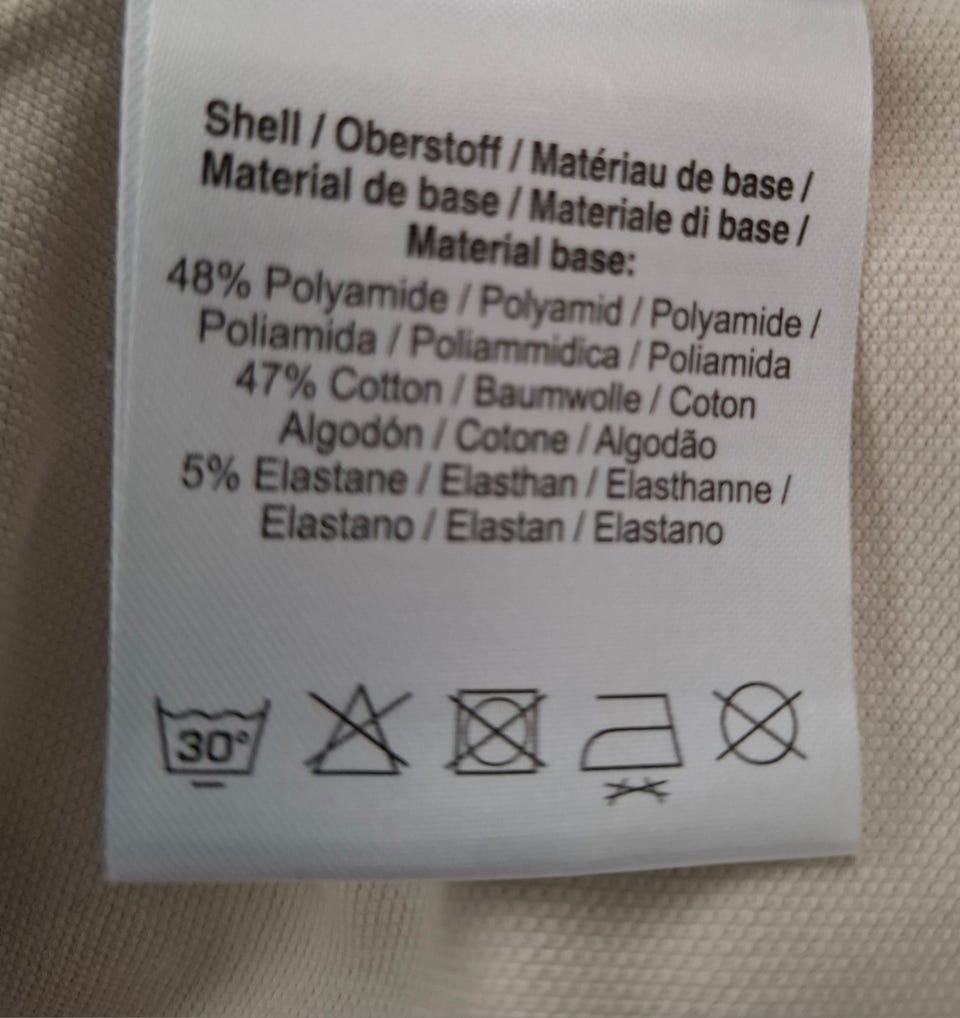 Shell / Oberstoff / Matériau de base /
Material de base / Materiale di base /
Material base:
48% Polyamide / Polyamid / Polyamide /
Poliamida / Poliammidica / Poliamida
47% Cotton / Baumwolle / Coton
Algodón / Cotone / Algodão
5% Elastane / Elasthan / Elasthanne /
Elastano / Elastan / Elastano
30°